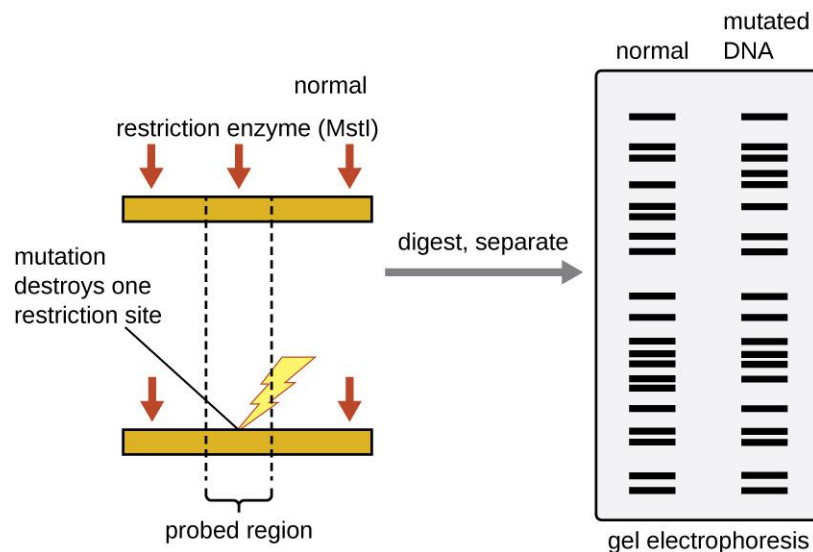 normal
restriction enzyme (MstI)
mutation
destroys one
restriction site
probed region
digest, separate
normal
mutated
DNA
gel electrophoresis